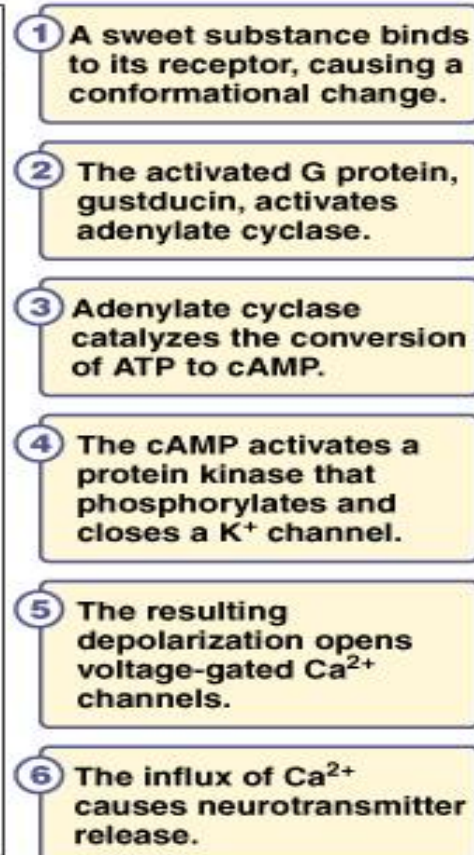 1 A sweet substance binds
to its receptor, causing a
conformational change.
2 The activated G protein,
gustducin, activates
adenylate cyclase.
3 Adenylate cyclase
catalyzes the conversion
of ATP to cAMP.
4 The cAMP activates a
protein kinase that
phosphorylates and
closes a K⁺ channel.
5 The resulting
depolarization opens
voltage-gated Ca²⁺
channels.
6 The influx of Ca²⁺
causes neurotransmitter
release.